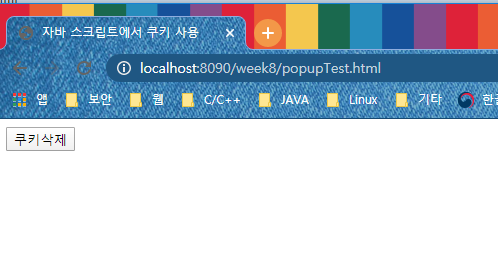 자바 스크립트에서 쿠키 사용
localhost:8090/week8/popupTest.html
앱 보안 웹 C/C++ JAVA Linux 기타
쿠키삭제